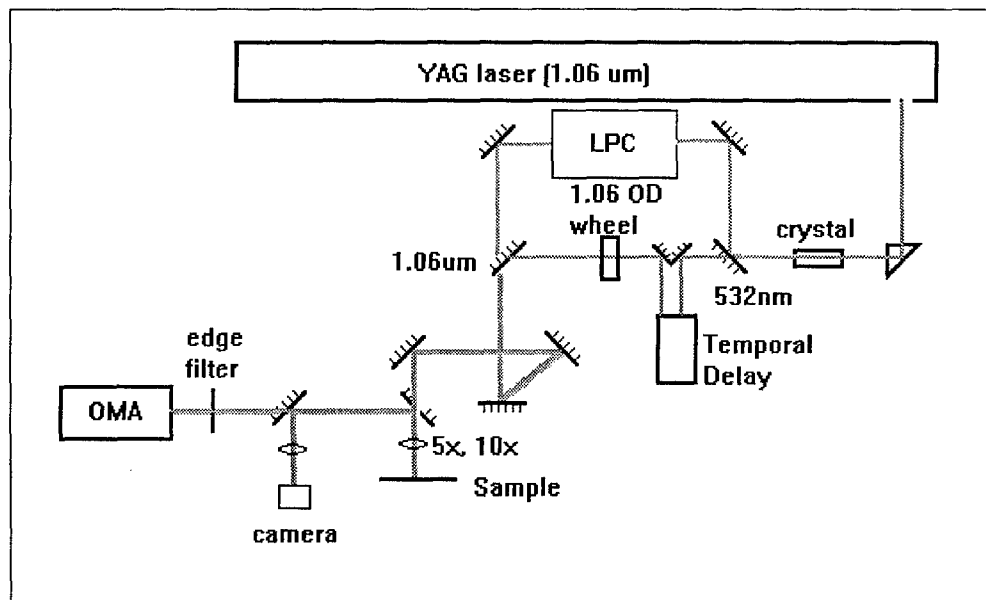 YAG laser (1.06 um)
LPC
1.06 OD
wheel
crystal
1.06um
532nm
edge
filter
Temporal
Delay
OMA
5x, 10x
Sample
camera